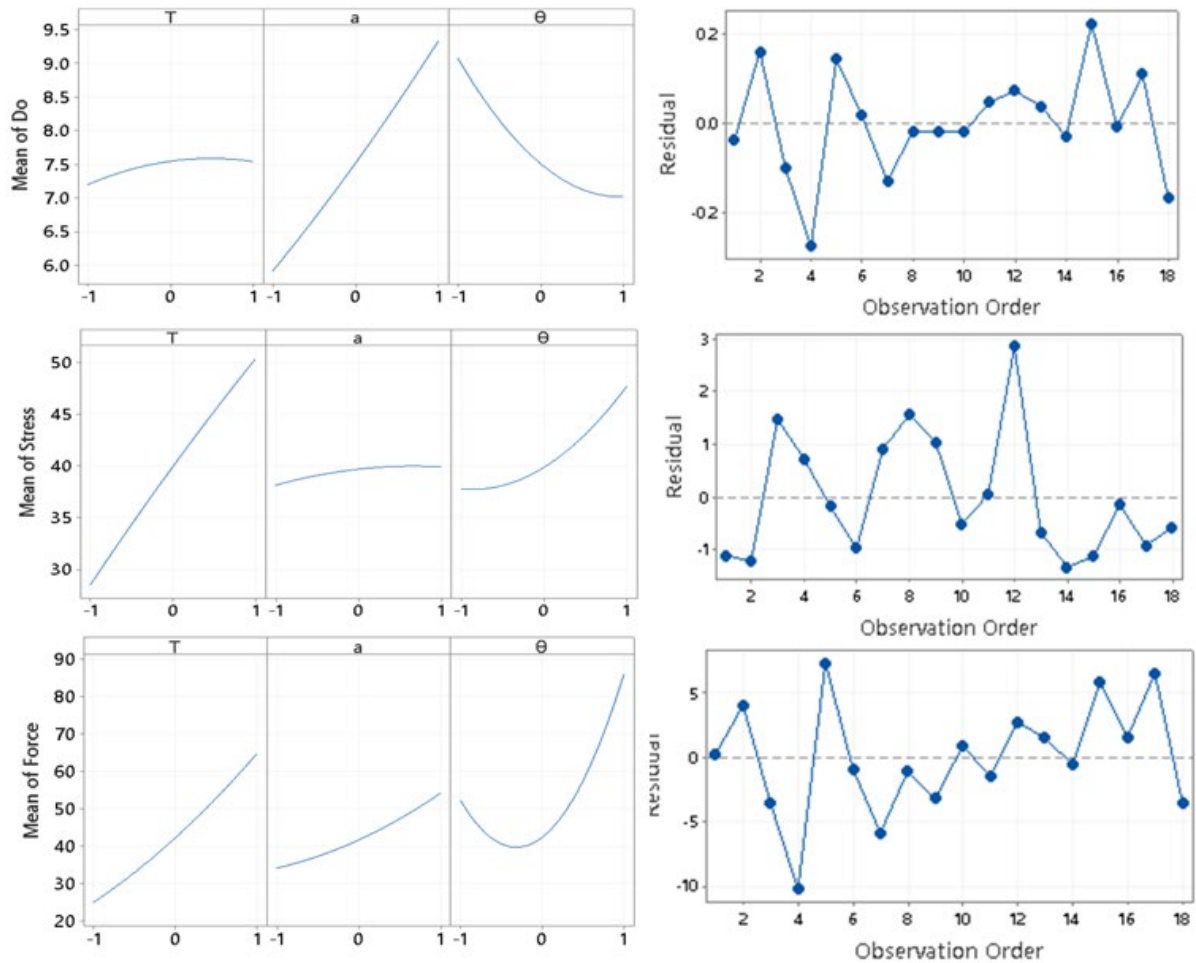 T a θ
Mean of Do
9.5
9.0
8.5
8.0
7.5
7.0
6.5
6.0
-1 0 1 -1 0 1 -1 0 1
Residual
0.2
0.0
-0.2
2 4 6 8 10 12 14 16 18
Observation Order
T a θ
Mean of Stress
50
45
40
35
30
-1 0 1 -1 0 1 -1 0 1
Residual
3
2
1
0
-1
2 4 6 8 10 12 14 16 18
Observation Order
T a θ
Mean of Force
90
80
70
60
50
40
30
20
-1 0 1 -1 0 1 -1 0 1
5
0
-5
-10
2 4 6 8 10 12 14 16 18
Observation Order